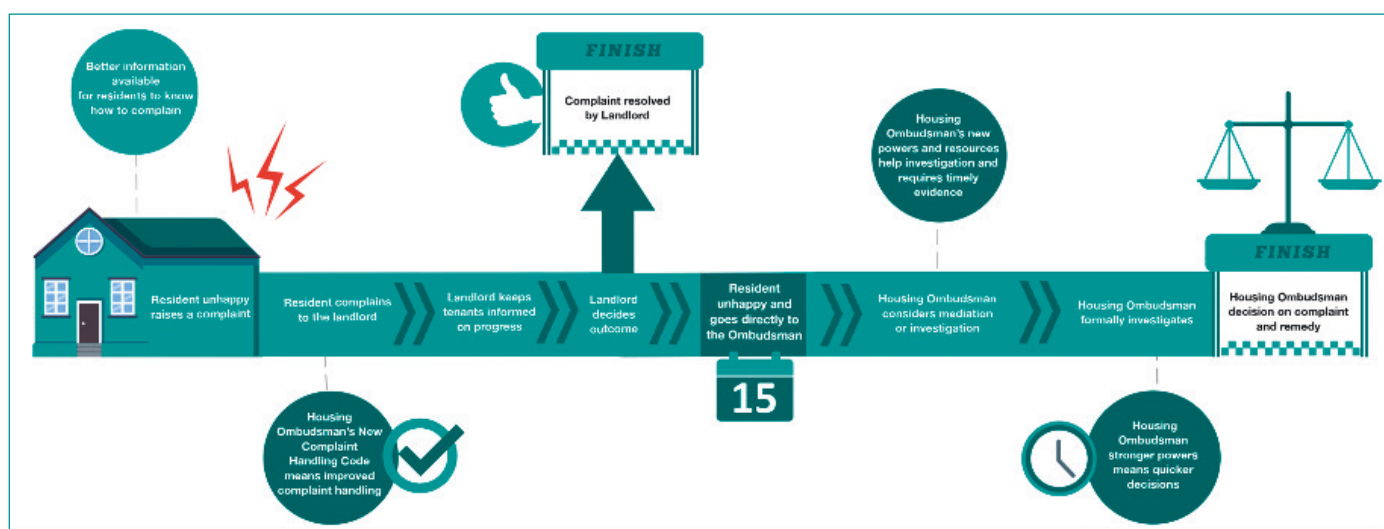 Better information
available
for residents to know
how to complain
FINISH
Complaint resolved
by Landlord
Housing
Ombudsman's new
powers and resources
help investigation and
requires timely
evidence
Resident unhappy
raises a complaint
Resident complains
to the landlord
Landlord keeps
tenants informed
on progress
Landlord
decides
outcome
Resident
unhappy and
goes directly to
the Ombudsman
Housing Ombudsman
considers mediation
or investigation
Housing Ombudsman
formally investigates
FINISH
Housing Ombudsman
decision on complaint
and remedy
15
Housing
Ombudsman's New
Complaint
Handling Code
means improved
complaint handling
Housing
Ombudsman
stronger powers
means quicker
decisions